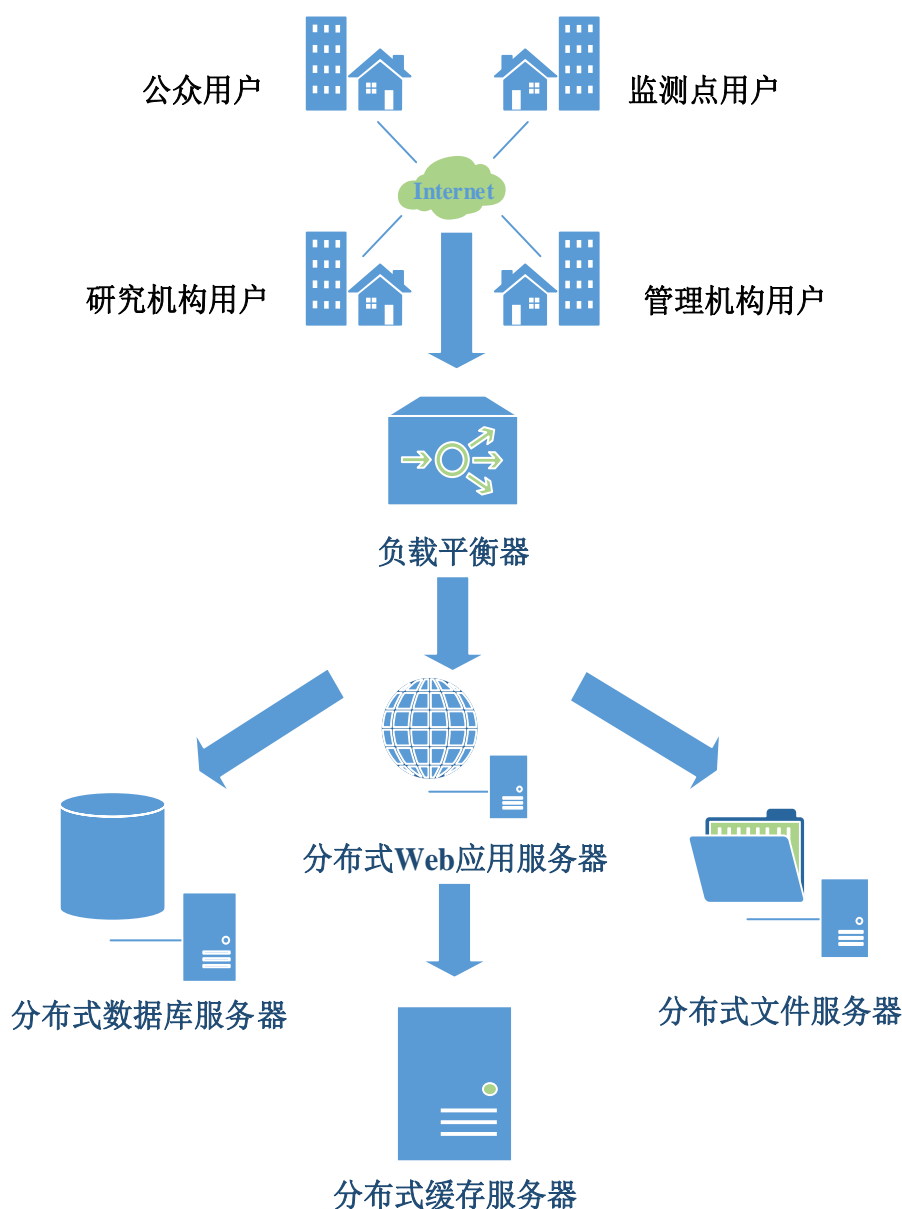 公众用户
监测点用户
Internet
研究机构用户
管理机构用户
负载平衡器
分布式Web应用服务器
分布式数据库服务器
分布式文件服务器
分布式缓存服务器